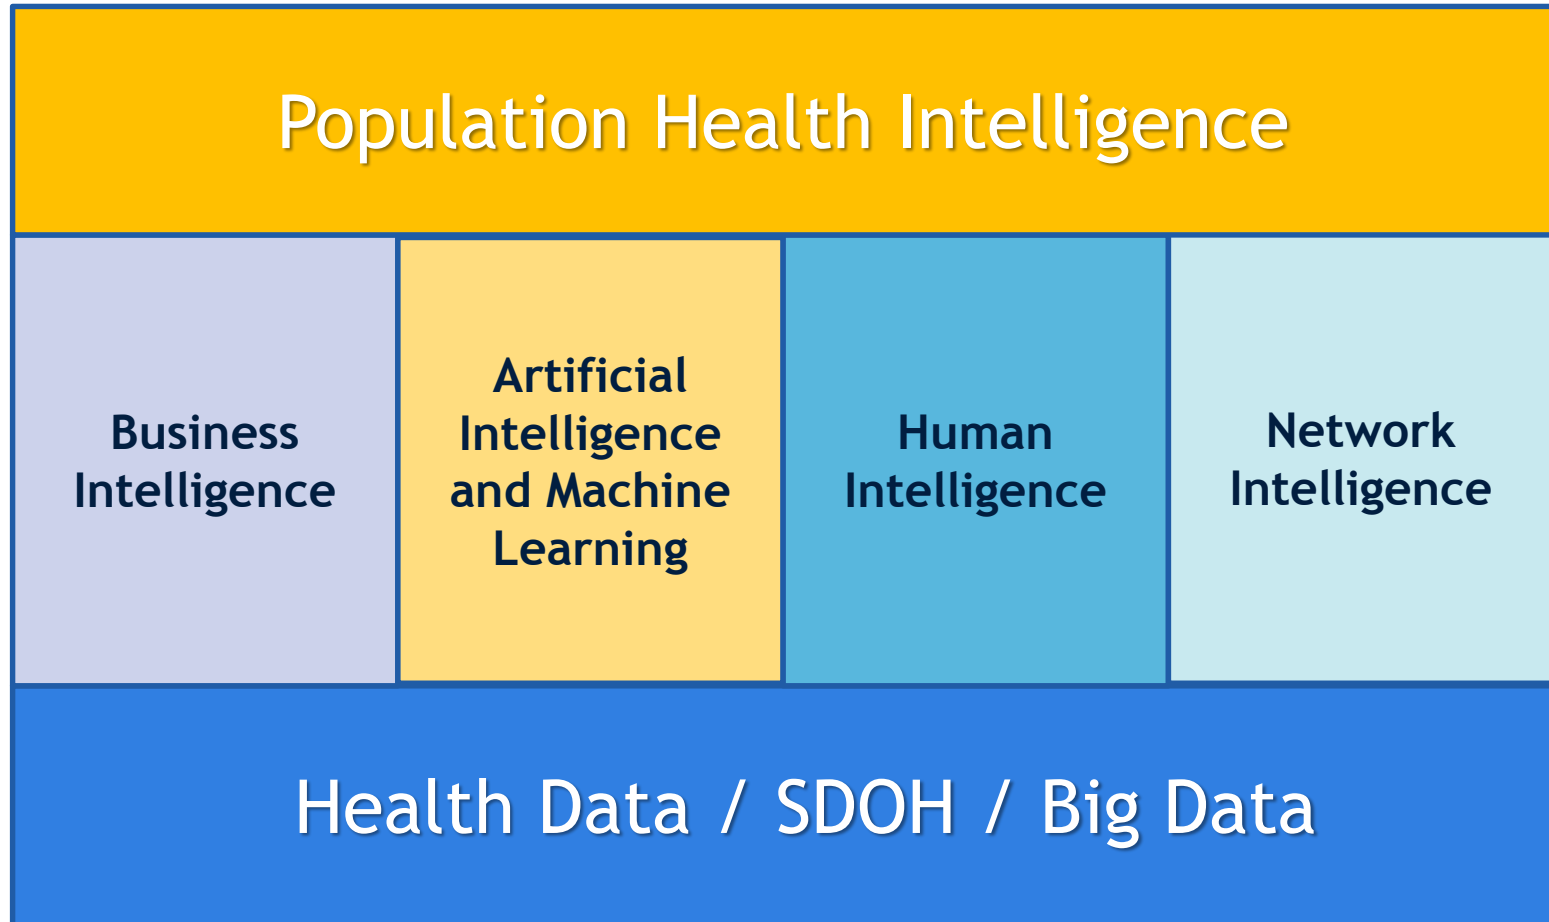 Population Health Intelligence
Business
Intelligence
Artificial
Intelligence
and Machine
Learning
Human
Intelligence
Network
Intelligence
Health Data / SDOH / Big Data